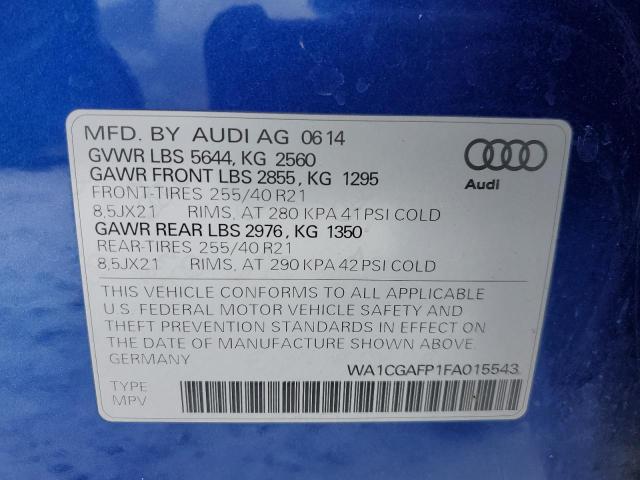 MFD. BY AUDI AG 06 14
GVWR LBS 5644, KG 2560
GAWR FRONT LBS 2855, KG 1295
FRONT-TIRES 255/40 R21
8,5JX21 RIMS, AT 280 KPA 41 PSI COLD
GAWR REAR LBS 2976, KG 1350
REAR-TIRES 255/40 R21
8,5JX21 RIMS, AT 290 KPA 42 PSI COLD
Audi
THIS VEHICLE CONFORMS TO ALL APPLICABLE
U.S. FEDERAL MOTOR VEHICLE SAFETY AND
THEFT PREVENTION STANDARDS IN EFFECT ON
THE DATE OF MANUFACTURE SHOWN ABOVE.
GERMANY
WA1CGAFP1FA015543
TYPE
MPV